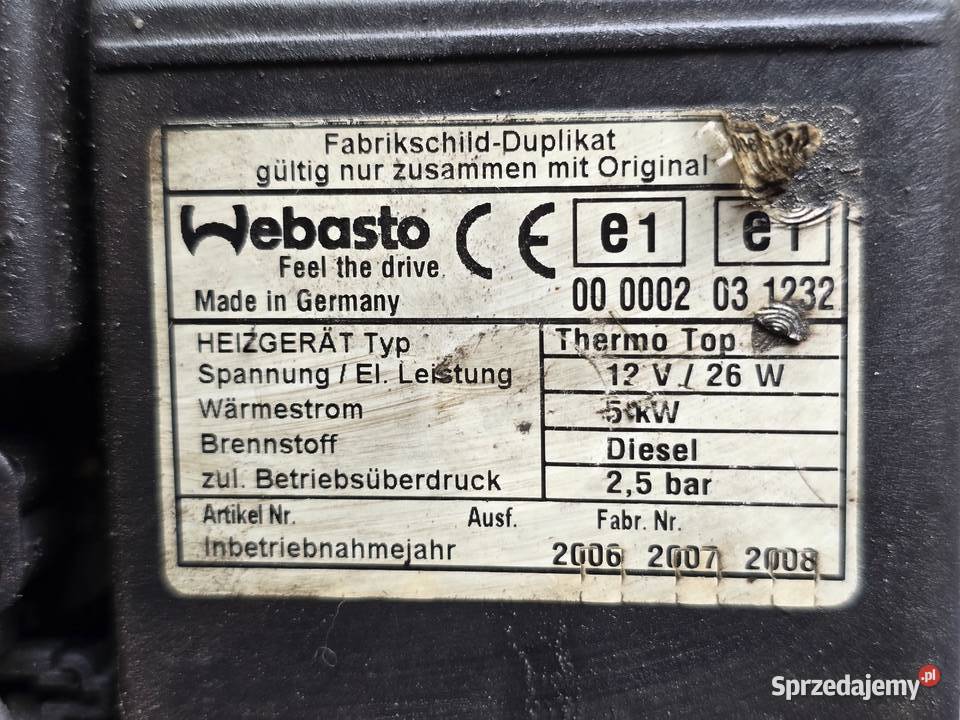 Fabrikschild-Duplikat
gültig nur zusammen mit Original
Webasto CE e1 e1
Feel the drive
Made in Germany 00 0002 03 1232
HEIZGERÄT Typ Thermo Top
Spannung / El. Leistung 12 V / 26 W
Wärmestrom 5 kW
Brennstoff Diesel
zul. Betriebsüberdruck 2,5 bar
Artikel Nr. Ausf. Fabr. Nr.
Inbetriebnahmejahr 2006 2007 2008
Sprzedajemy.pl